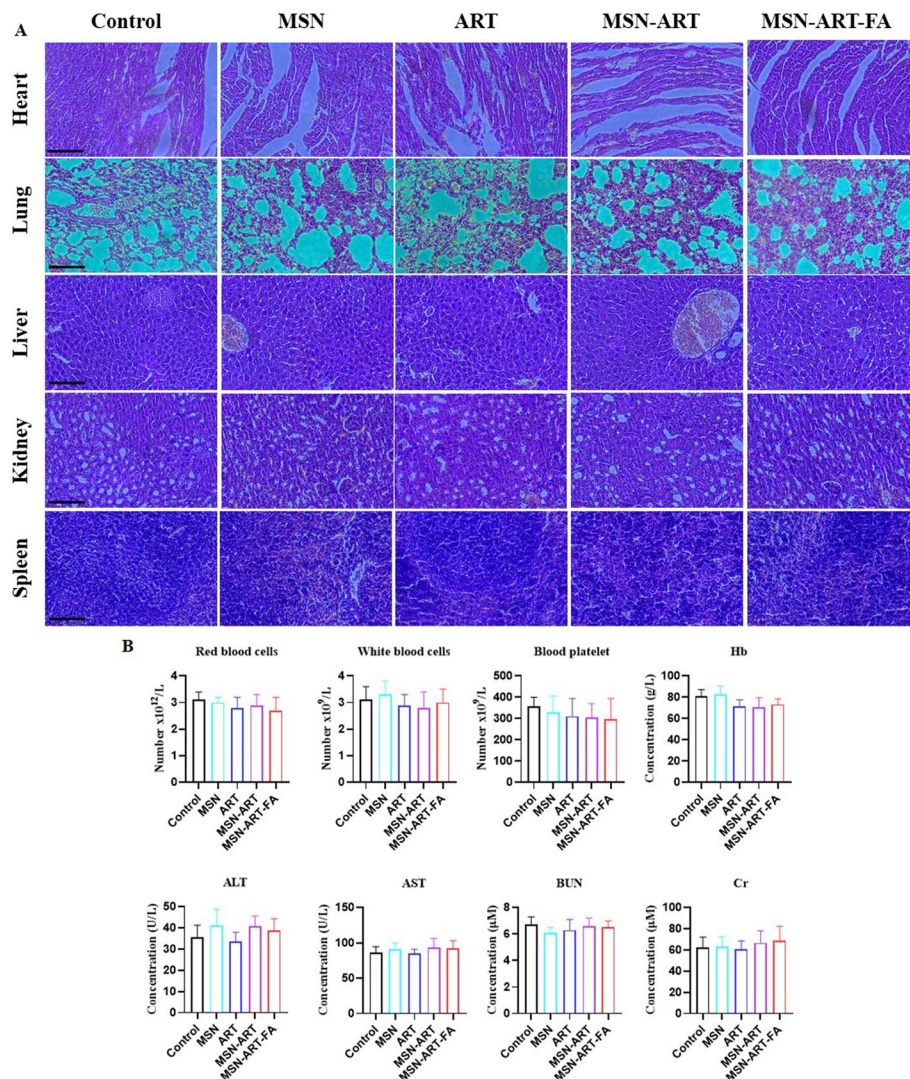 A
Control MSN ART MSN-ART MSN-ART-FA
Heart
Lung
Liver
Kidney
Spleen
B
Red blood cells
Number x10¹²/L
4
3
2
1
0
Control
MSN
ART
MSN-ART
MSN-ART-FA
White blood cells
Number x10⁹/L
4
3
2
1
0
Control
MSN
ART
MSN-ART
MSN-ART-FA
Blood platelet
Number x10⁹/L
500
400
300
200
100
0
Control
MSN
ART
MSN-ART
MSN-ART-FA
Hb
Concentration (g/L)
100
80
60
40
20
0
Control
MSN
ART
MSN-ART
MSN-ART-FA
ALT
Concentration (U/L)
50
40
30
20
10
0
Control
MSN
ART
MSN-ART
MSN-ART-FA
AST
Concentration (U/L)
150
100
50
0
Control
MSN
ART
MSN-ART
MSN-ART-FA
BUN
Concentration (μM)
8
6
4
2
0
Control
MSN
ART
MSN-ART
MSN-ART-FA
Cr
Concentration (μM)
100
80
60
40
20
0
Control
MSN
ART
MSN-ART
MSN-ART-FA